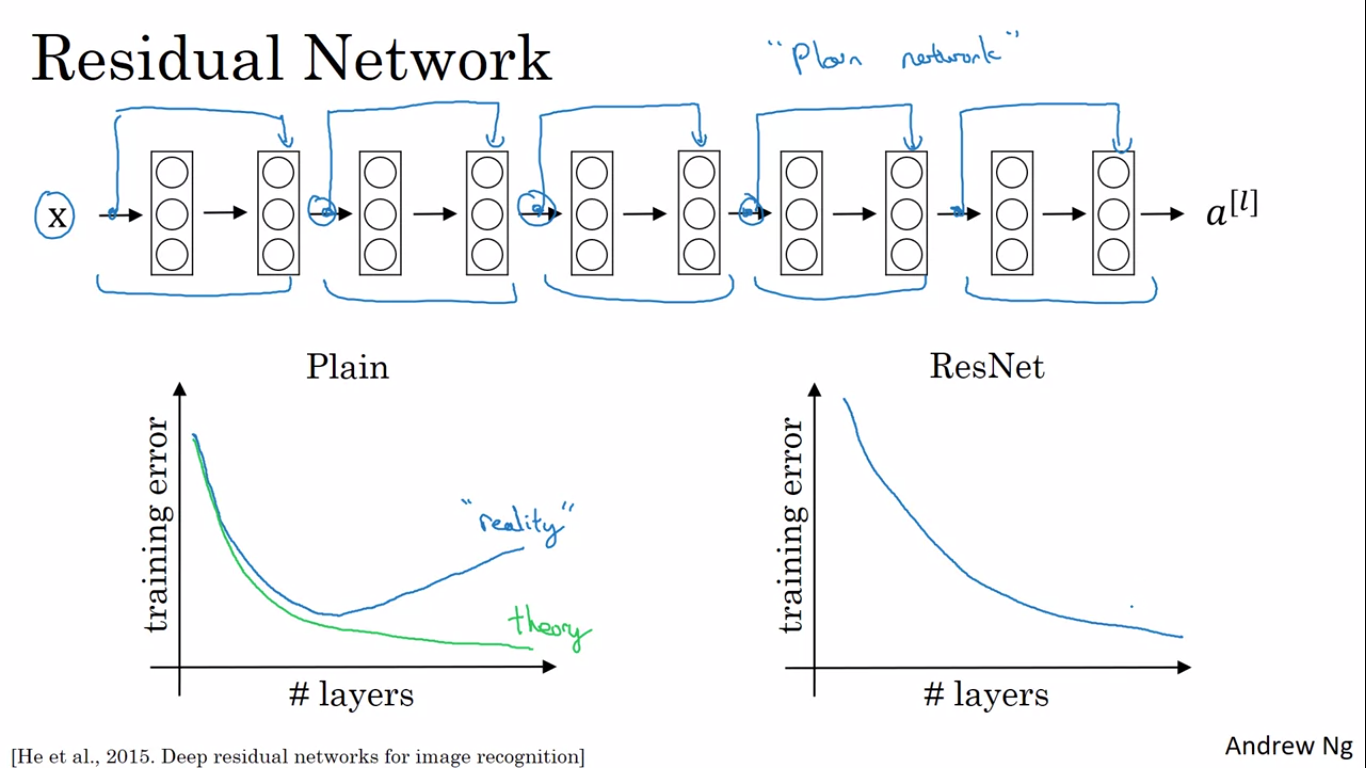 Residual Network
"Plain network"
x
a[l]
Plain
ResNet
training error
"reality"
theory
# layers
training error
# layers
[He et al., 2015. Deep residual networks for image recognition]
Andrew Ng